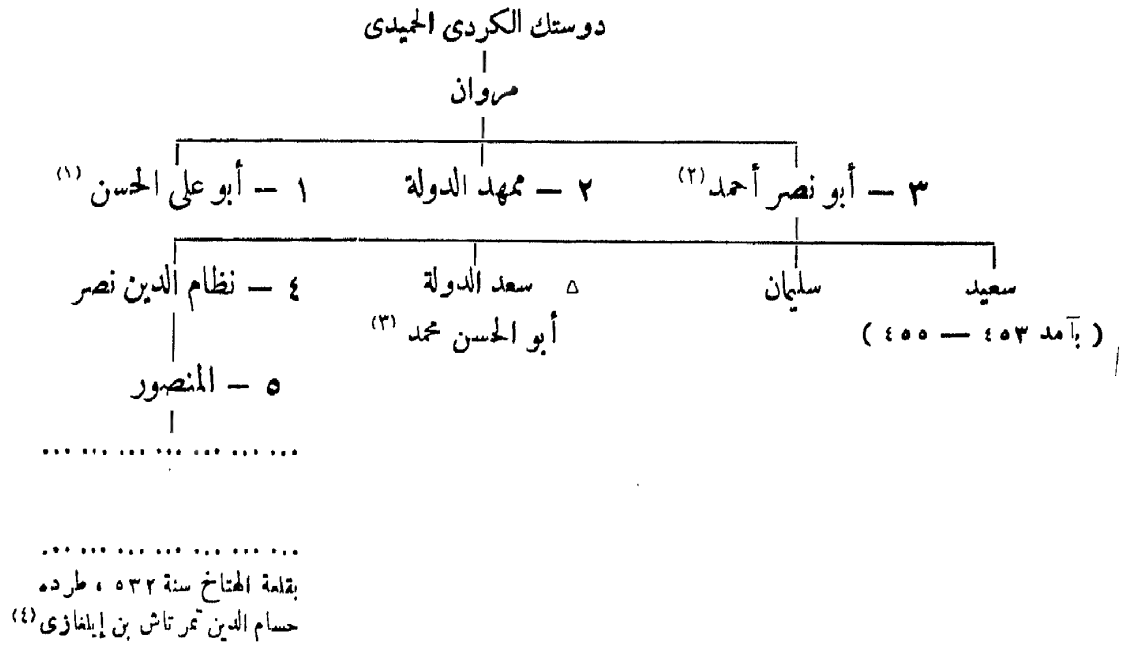 دوستك الكردى الحميدى
مروان
٣ — أبو نصر أحمد (٢) ٢ — ممهد الدولة ١ — أبو على الحسن (١)
سعيد سليمان △ سعد الدولة ٤ — نظام الدين نصر
( بآمد ٤٥٣ — ٤٥٥ ) أبو الحسن محمد (٣)
٥ — المنصور
... ... ... ... ... ... ...
... ... ... ... ... ... ...
بقلعة الهتاخ سنة ٥٣٢ ، طرده
حسام الدين تمر تاش بن إيلغازى (٤)